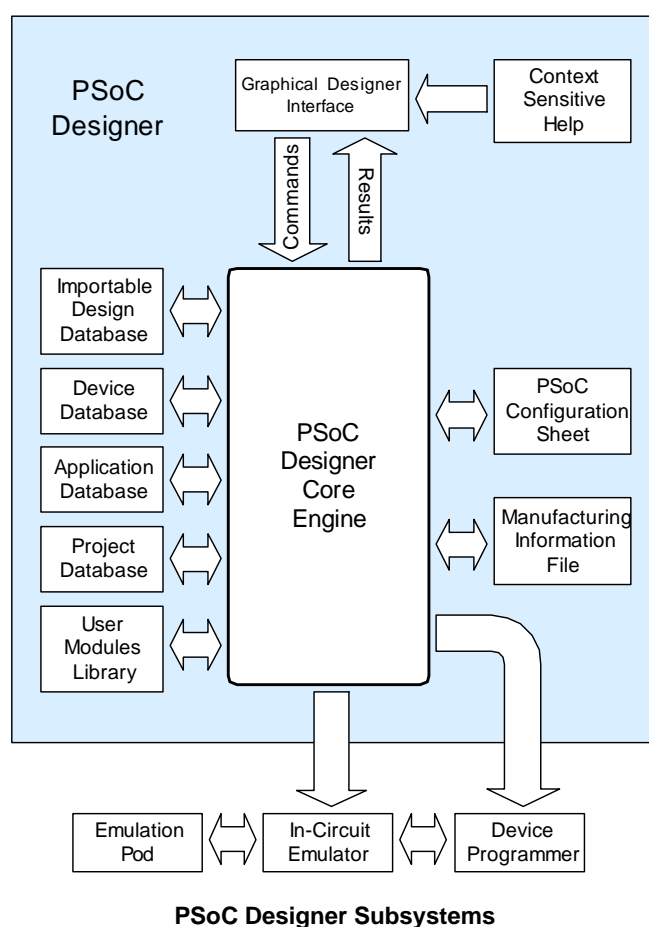 PSoC
Designer
Graphical Designer
Interface
Context
Sensitive
Help
Commands
Results
Importable
Design
Database
Device
Database
Application
Database
Project
Database
User
Modules
Library
PSoC
Designer
Core
Engine
PSoC
Configuration
Sheet
Manufacturing
Information
File
Emulation
Pod
In-Circuit
Emulator
Device
Programmer
PSoC Designer Subsystems